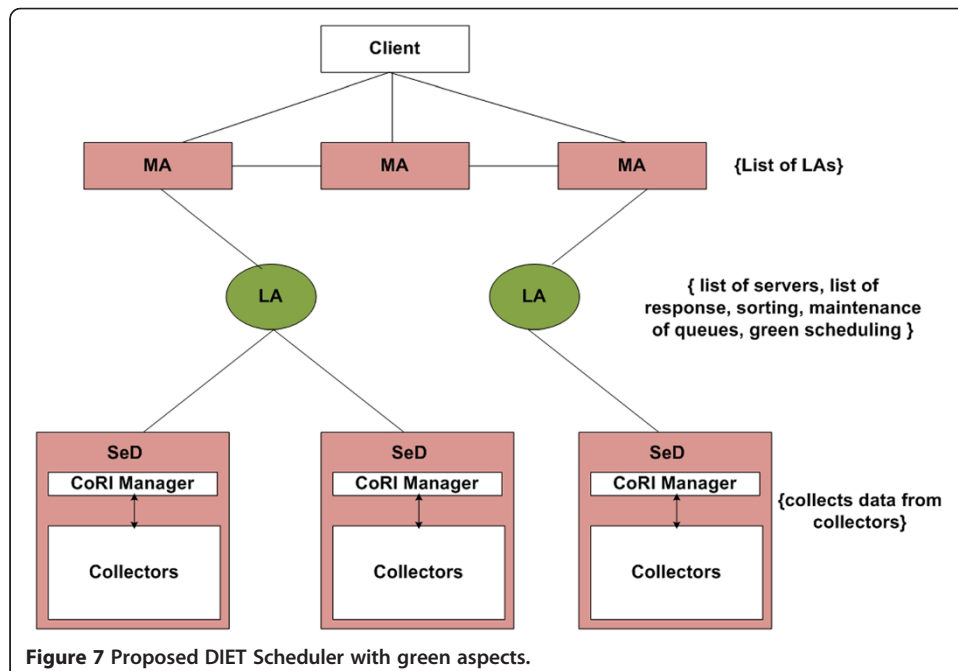 Client
MA
MA
MA
{List of LAs}
LA
LA
{ list of servers, list of
response, sorting, maintenance
of queues, green scheduling }
SeD
SeD
SeD
CoRI Manager
CoRI Manager
CoRI Manager
{collects data from
collectors}
Collectors
Collectors
Collectors
Figure 7 Proposed DIET Scheduler with green aspects.